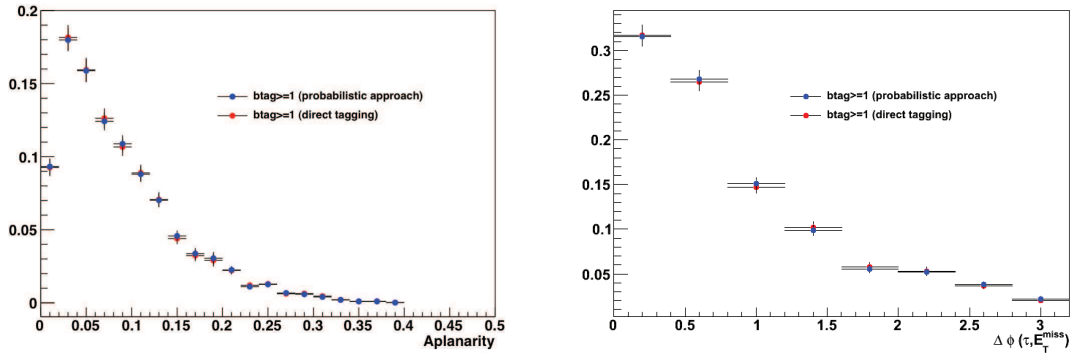 0.2
0.15
0.1
0.05
0
btag>=1 (probabilistic approach)
btag>=1 (direct tagging)
0 0.05 0.1 0.15 0.2 0.25 0.3 0.35 0.4 0.45 0.5
Aplanarity
0.3
0.25
0.2
0.15
0.1
0.05
btag>=1 (probabilistic approach)
btag>=1 (direct tagging)
0 0.5 1 1.5 2 2.5 3
Δ ϕ (τ,E_T^miss)